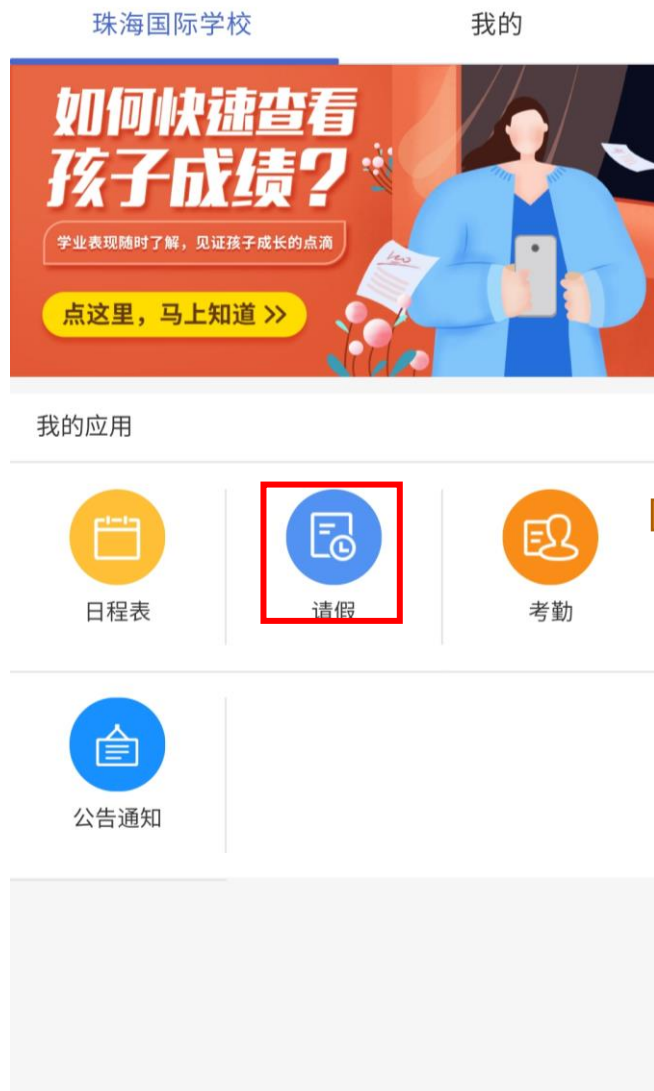 珠海国际学校
我的
如何快速查看
孩子成绩?
学业表现随时了解，见证孩子成长的点滴
点这里，马上知道 >>
我的应用
日程表
请假
考勤
公告通知